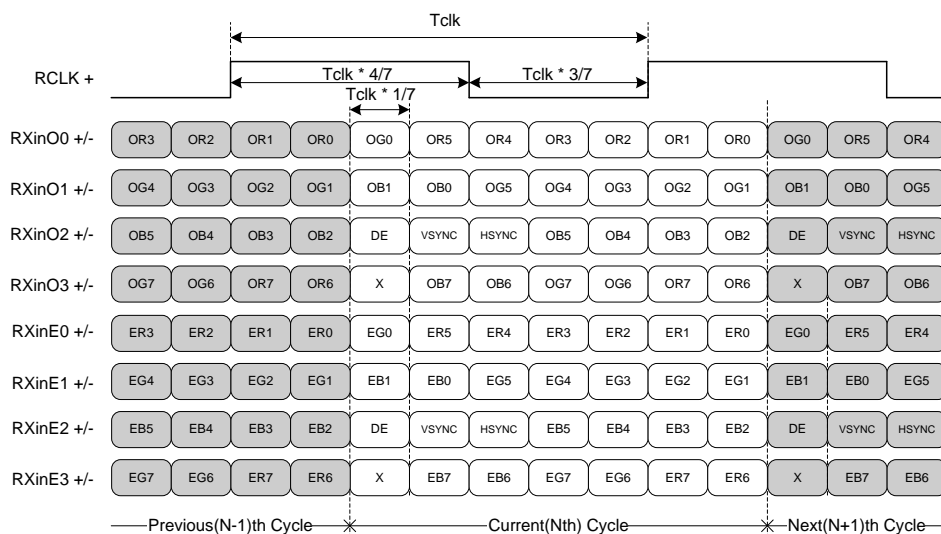 Tclk
RCLK +
Tclk * 4/7
Tclk * 3/7
Tclk * 1/7
RXinO0 +/- OR3 OR2 OR1 OR0 OG0 OR5 OR4 OR3 OR2 OR1 OR0 OG0 OR5 OR4
RXinO1 +/- OG4 OG3 OG2 OG1 OB1 OB0 OG5 OG4 OG3 OG2 OG1 OB1 OB0 OG5
RXinO2 +/- OB5 OB4 OB3 OB2 DE VSYNC HSYNC OB5 OB4 OB3 OB2 DE VSYNC HSYNC
RXinO3 +/- OG7 OG6 OR7 OR6 X OB7 OB6 OG7 OG6 OR7 OR6 X OB7 OB6
RXinE0 +/- ER3 ER2 ER1 ER0 EG0 ER5 ER4 ER3 ER2 ER1 ER0 EG0 ER5 ER4
RXinE1 +/- EG4 EG3 EG2 EG1 EB1 EB0 EG5 EG4 EG3 EG2 EG1 EB1 EB0 EG5
RXinE2 +/- EB5 EB4 EB3 EB2 DE VSYNC HSYNC EB5 EB4 EB3 EB2 DE VSYNC HSYNC
RXinE3 +/- EG7 EG6 ER7 ER6 X EB7 EB6 EG7 EG6 ER7 ER6 X EB7 EB6
Previous(N-1)th Cycle Current(Nth) Cycle Next(N+1)th Cycle